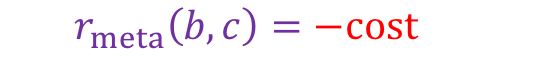 r_meta(b, c) = −cost